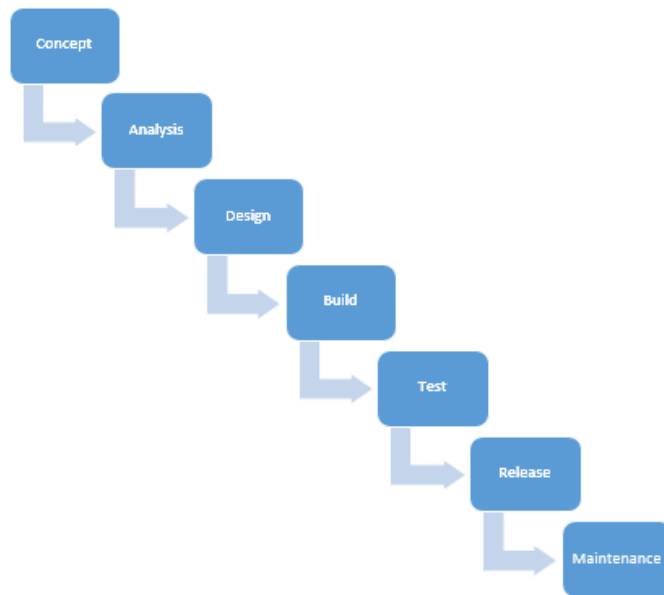 Concept
Analysis
Design
Build
Test
Release
Maintenance